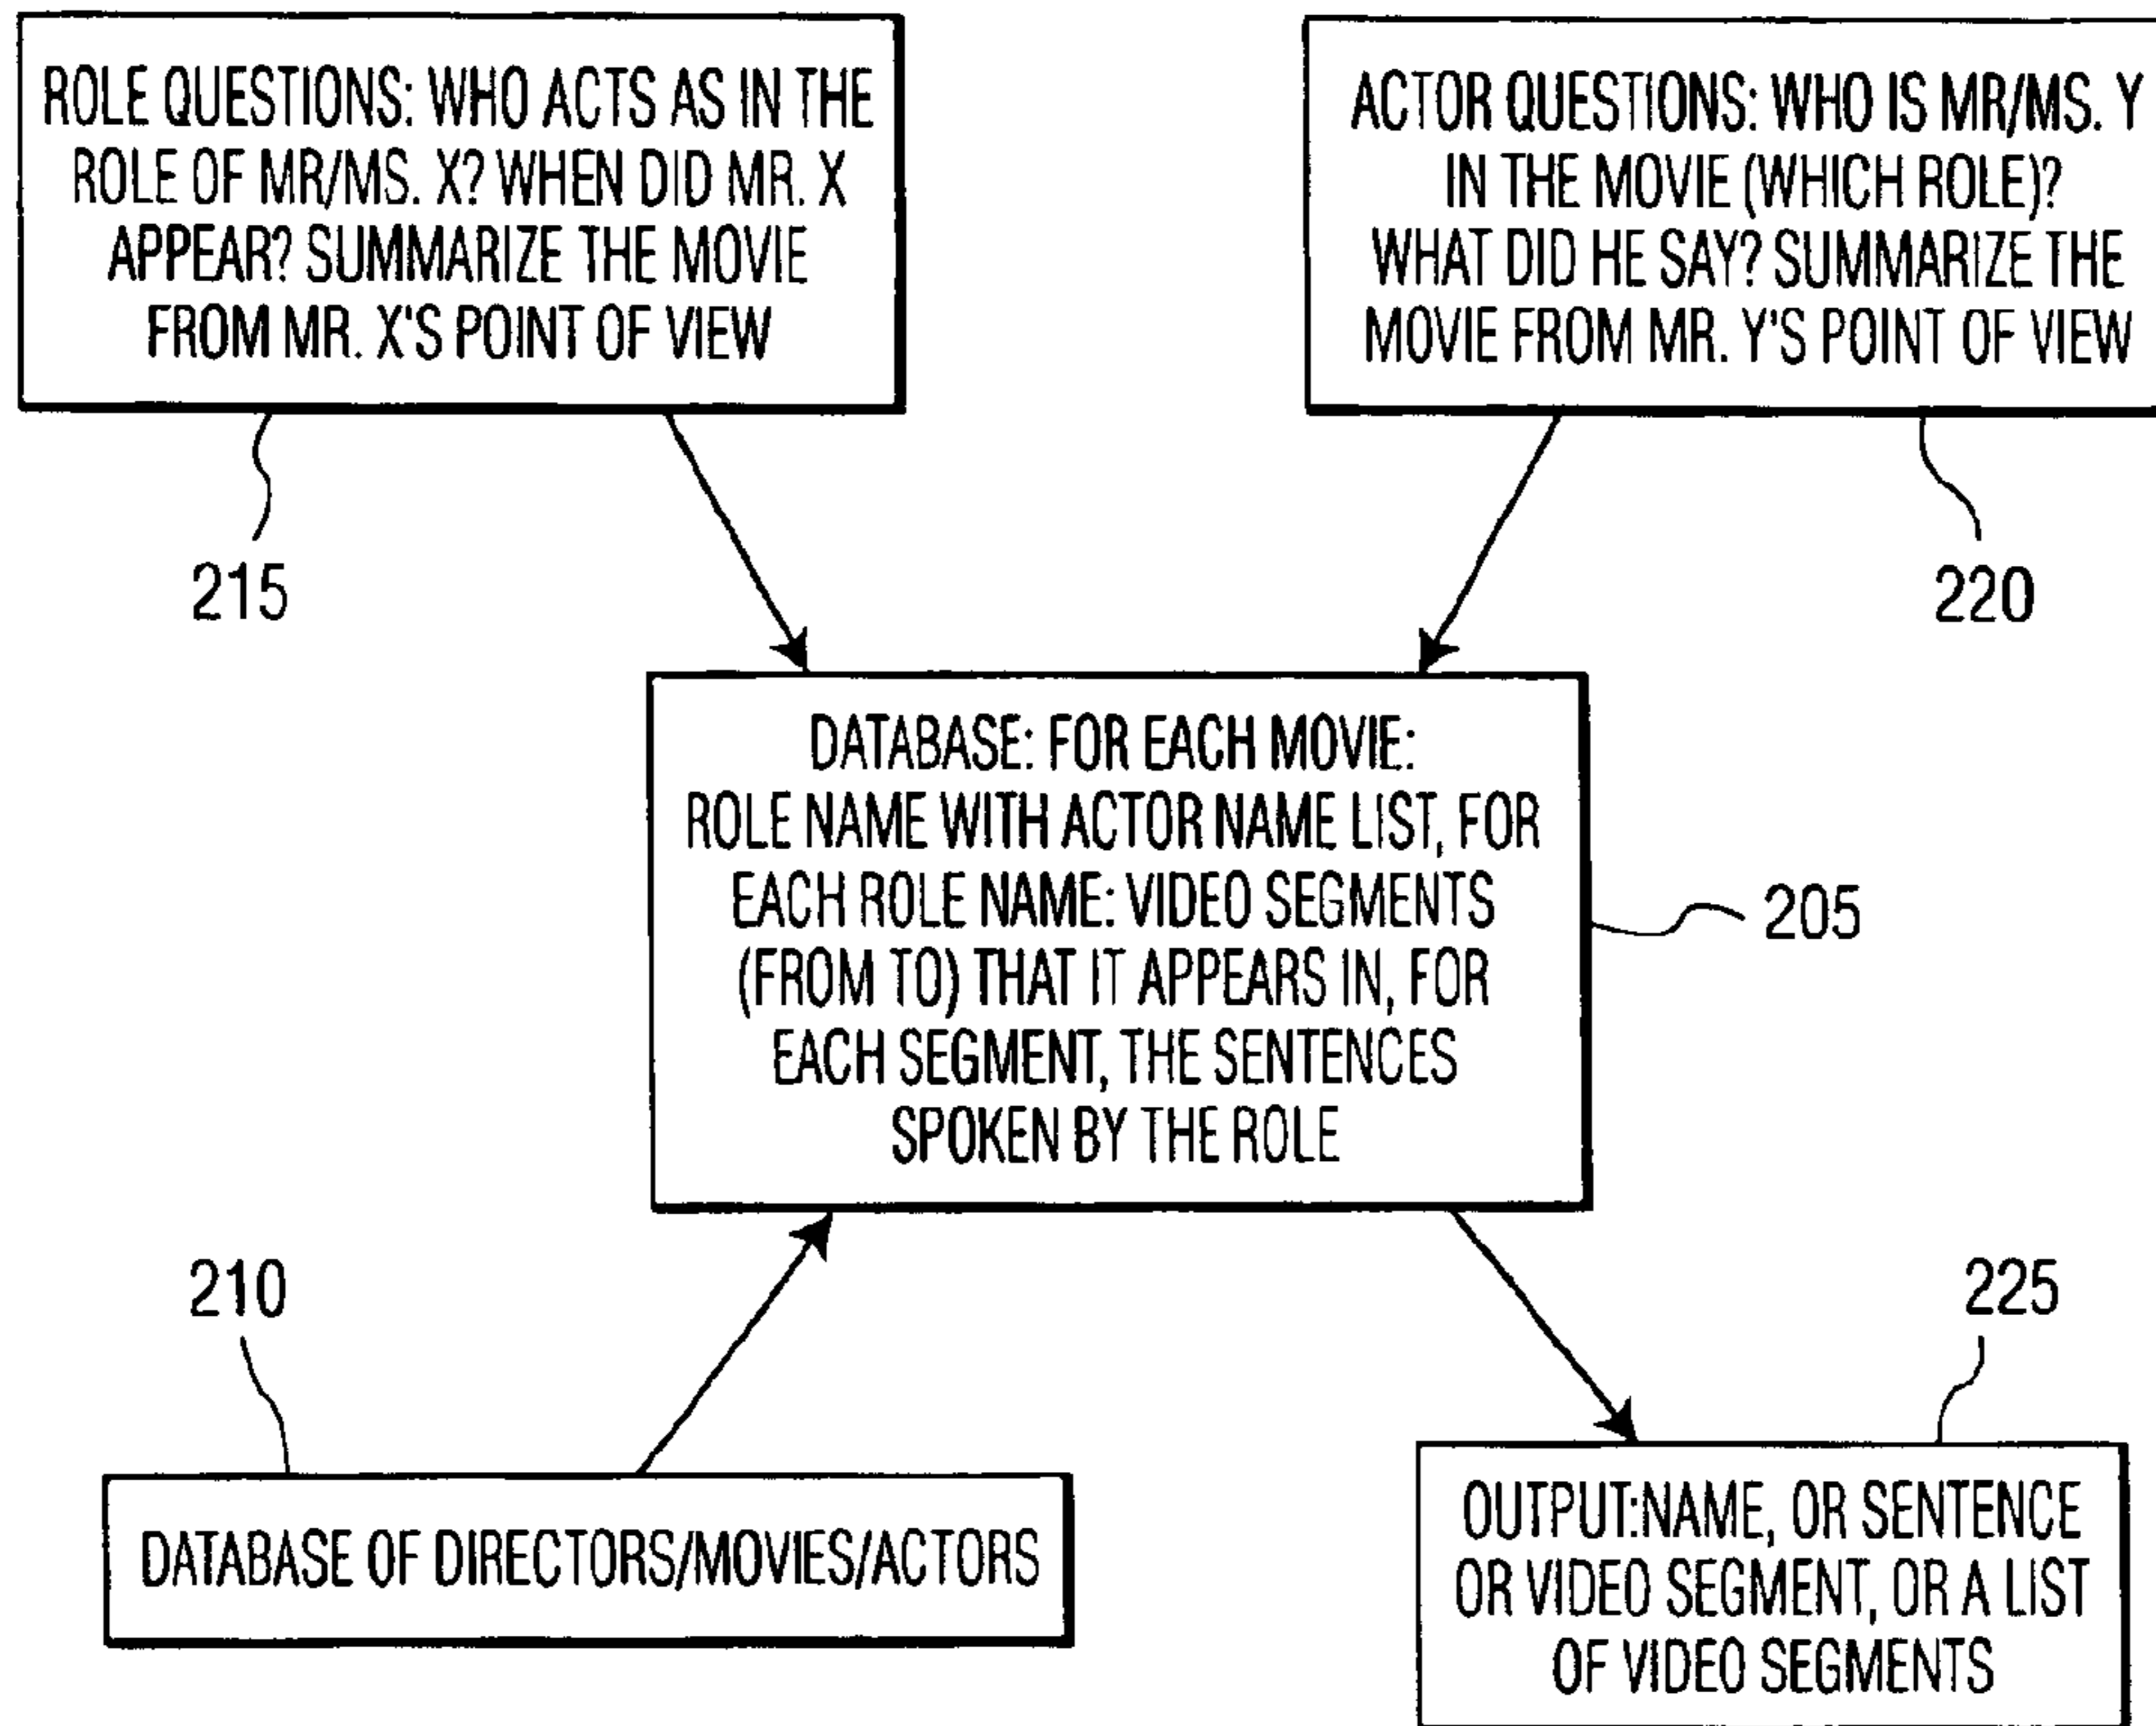 ROLE QUESTIONS: WHO ACTS AS IN THE
ROLE OF MR/MS. X? WHEN DID MR. X
APPEAR? SUMMARIZE THE MOVIE
FROM MR. X'S POINT OF VIEW
215
ACTOR QUESTIONS: WHO IS MR/MS. Y
IN THE MOVIE (WHICH ROLE)?
WHAT DID HE SAY? SUMMARIZE THE
MOVIE FROM MR. Y'S POINT OF VIEW
220
DATABASE: FOR EACH MOVIE:
ROLE NAME WITH ACTOR NAME LIST, FOR
EACH ROLE NAME: VIDEO SEGMENTS
(FROM TO) THAT IT APPEARS IN, FOR
EACH SEGMENT, THE SENTENCES
SPOKEN BY THE ROLE
205
210
DATABASE OF DIRECTORS/MOVIES/ACTORS
225
OUTPUT:NAME, OR SENTENCE
OR VIDEO SEGMENT, OR A LIST
OF VIDEO SEGMENTS